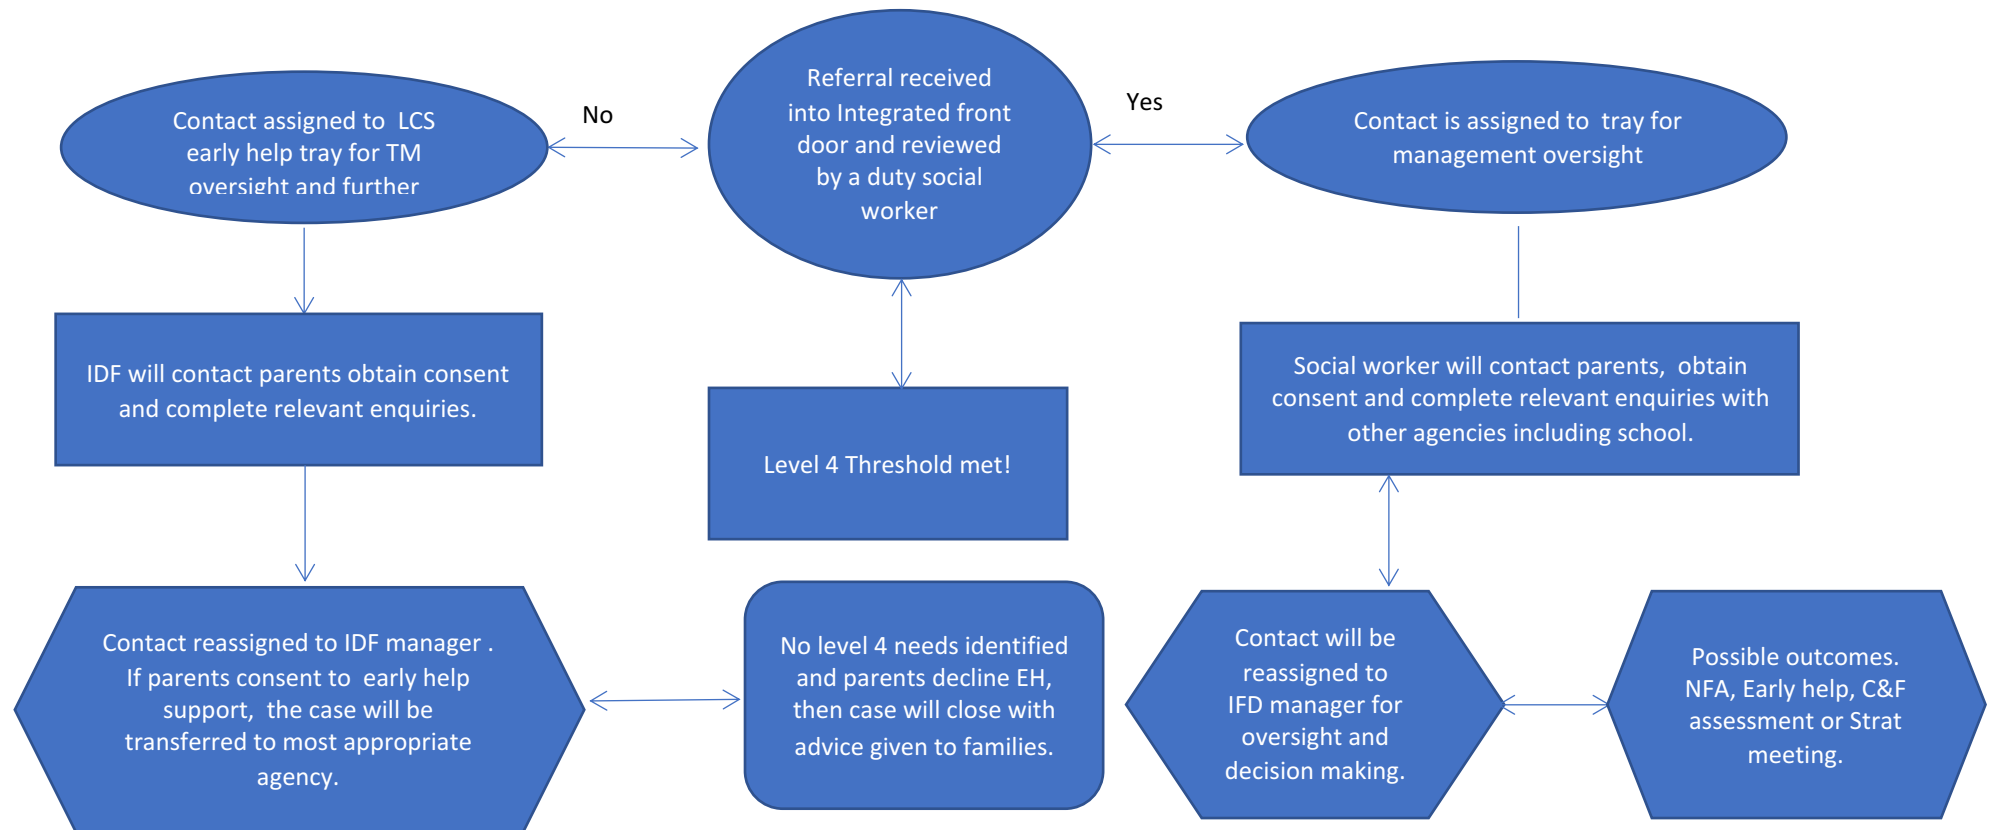 Referral received
into Integrated front
door and reviewed
by a duty social
worker
No
Yes
Contact assigned to LCS
early help tray for TM
oversight and further
Contact is assigned to tray for
management oversight
IDF will contact parents obtain consent
and complete relevant enquiries.
Level 4 Threshold met!
Social worker will contact parents, obtain
consent and complete relevant enquiries with
other agencies including school.
Contact reassigned to IDF manager .
If parents consent to early help
support, the case will be
transferred to most appropriate
agency.
No level 4 needs identified
and parents decline EH,
then case will close with
advice given to families.
Contact will be
reassigned to
IFD manager for
oversight and
decision making.
Possible outcomes.
NFA, Early help, C&F
assessment or Strat
meeting.